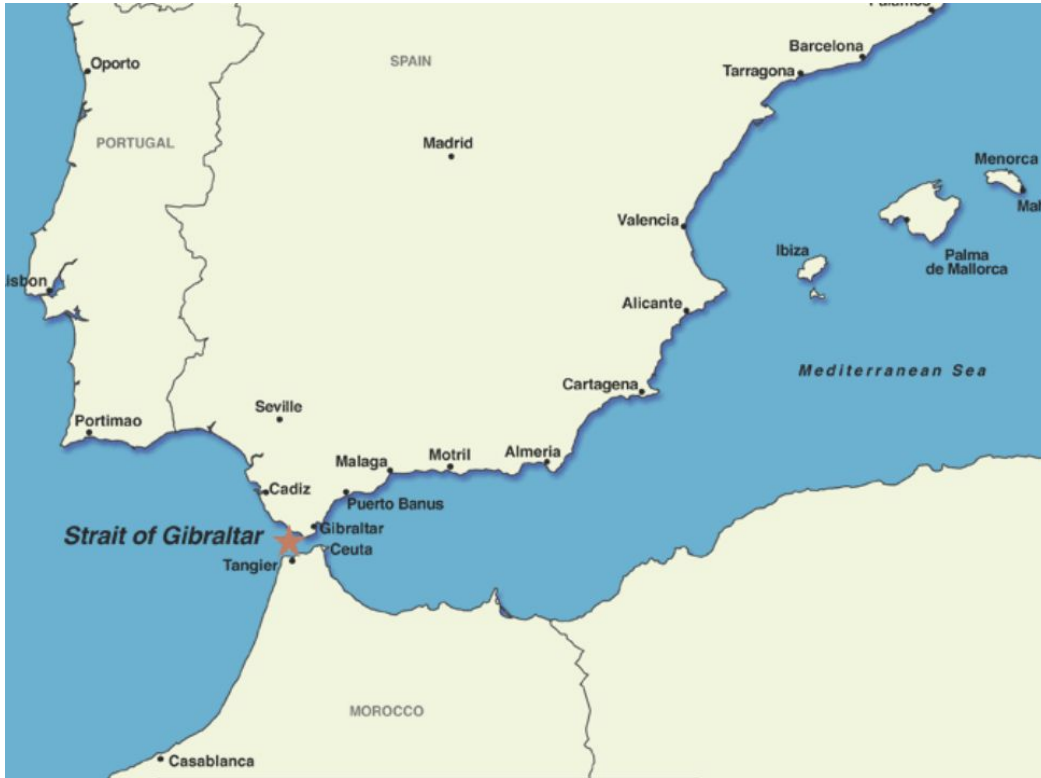 Oporto
SPAIN
Barcelona
Tarragona
PORTUGAL
Madrid
Menorca
Valencia
Ibiza
Palma
de Mallorca
Alicante
Mediterranean Sea
Cartagena
Seville
Portimao
Malaga
Motril
Almeria
Cadiz
Puerto Banus
Gibraltar
Strait of Gibraltar
Ceuta
Tangier
MOROCCO
Casablanca